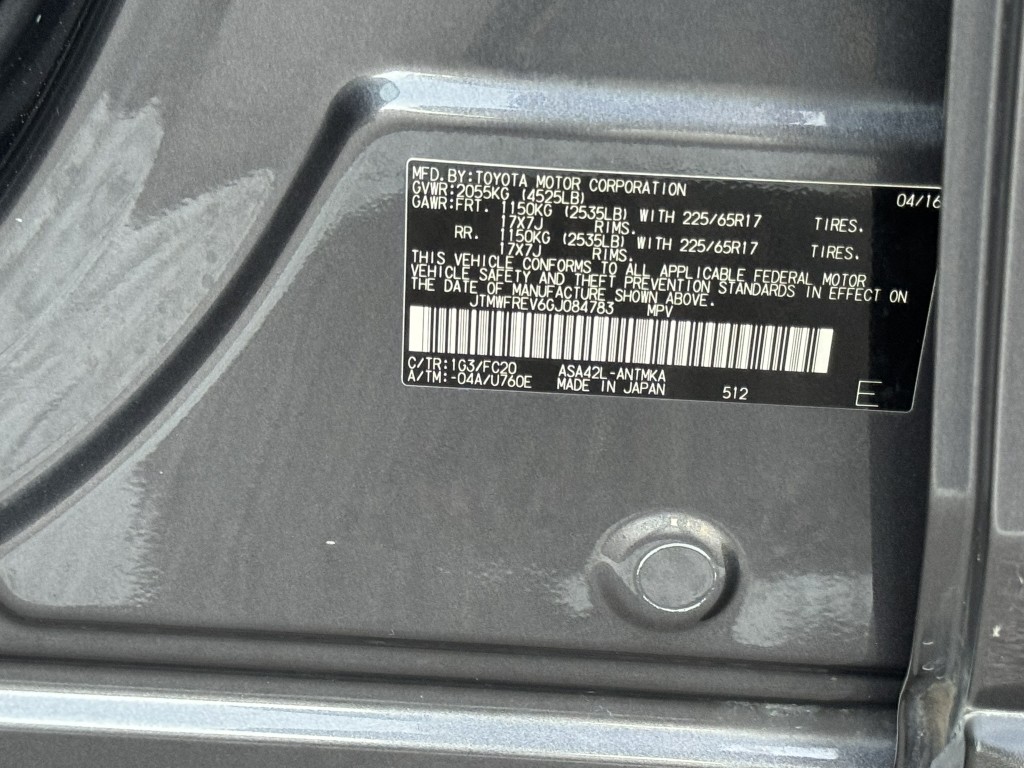 MFD.BY:TOYOTA MOTOR CORPORATION 04/16
GVWR:2055KG (4525LB)
GAWR:FRT. 1150KG (2535LB) WITH 225/65R17 TIRES.
17X7J RIMS.
RR. 1150KG (2535LB) WITH 225/65R17 TIRES.
17X7J RIMS.
THIS VEHICLE CONFORMS TO ALL APPLICABLE FEDERAL MOTOR
VEHICLE SAFETY AND THEFT PREVENTION STANDARDS IN EFFECT ON
THE DATE OF MANUFACTURE SHOWN ABOVE.
JTMWFREV6GJ084783 MPV
C/TR:1G3/FC20 ASA42L-ANTMKA
A/TM:-04A/U760E MADE IN JAPAN 512 E